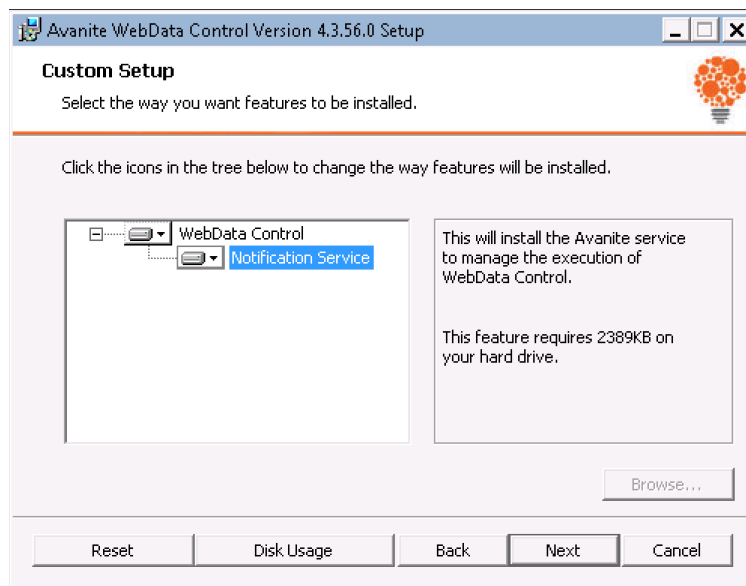 Avanite WebData Control Version 4.3.56.0 Setup
Custom Setup
Select the way you want features to be installed.
Click the icons in the tree below to change the way features will be installed.
WebData Control
Notification Service
This will install the Avanite service
to manage the execution of
WebData Control.
This feature requires 2389KB on
your hard drive.
Browse...
Reset
Disk Usage
Back
Next
Cancel